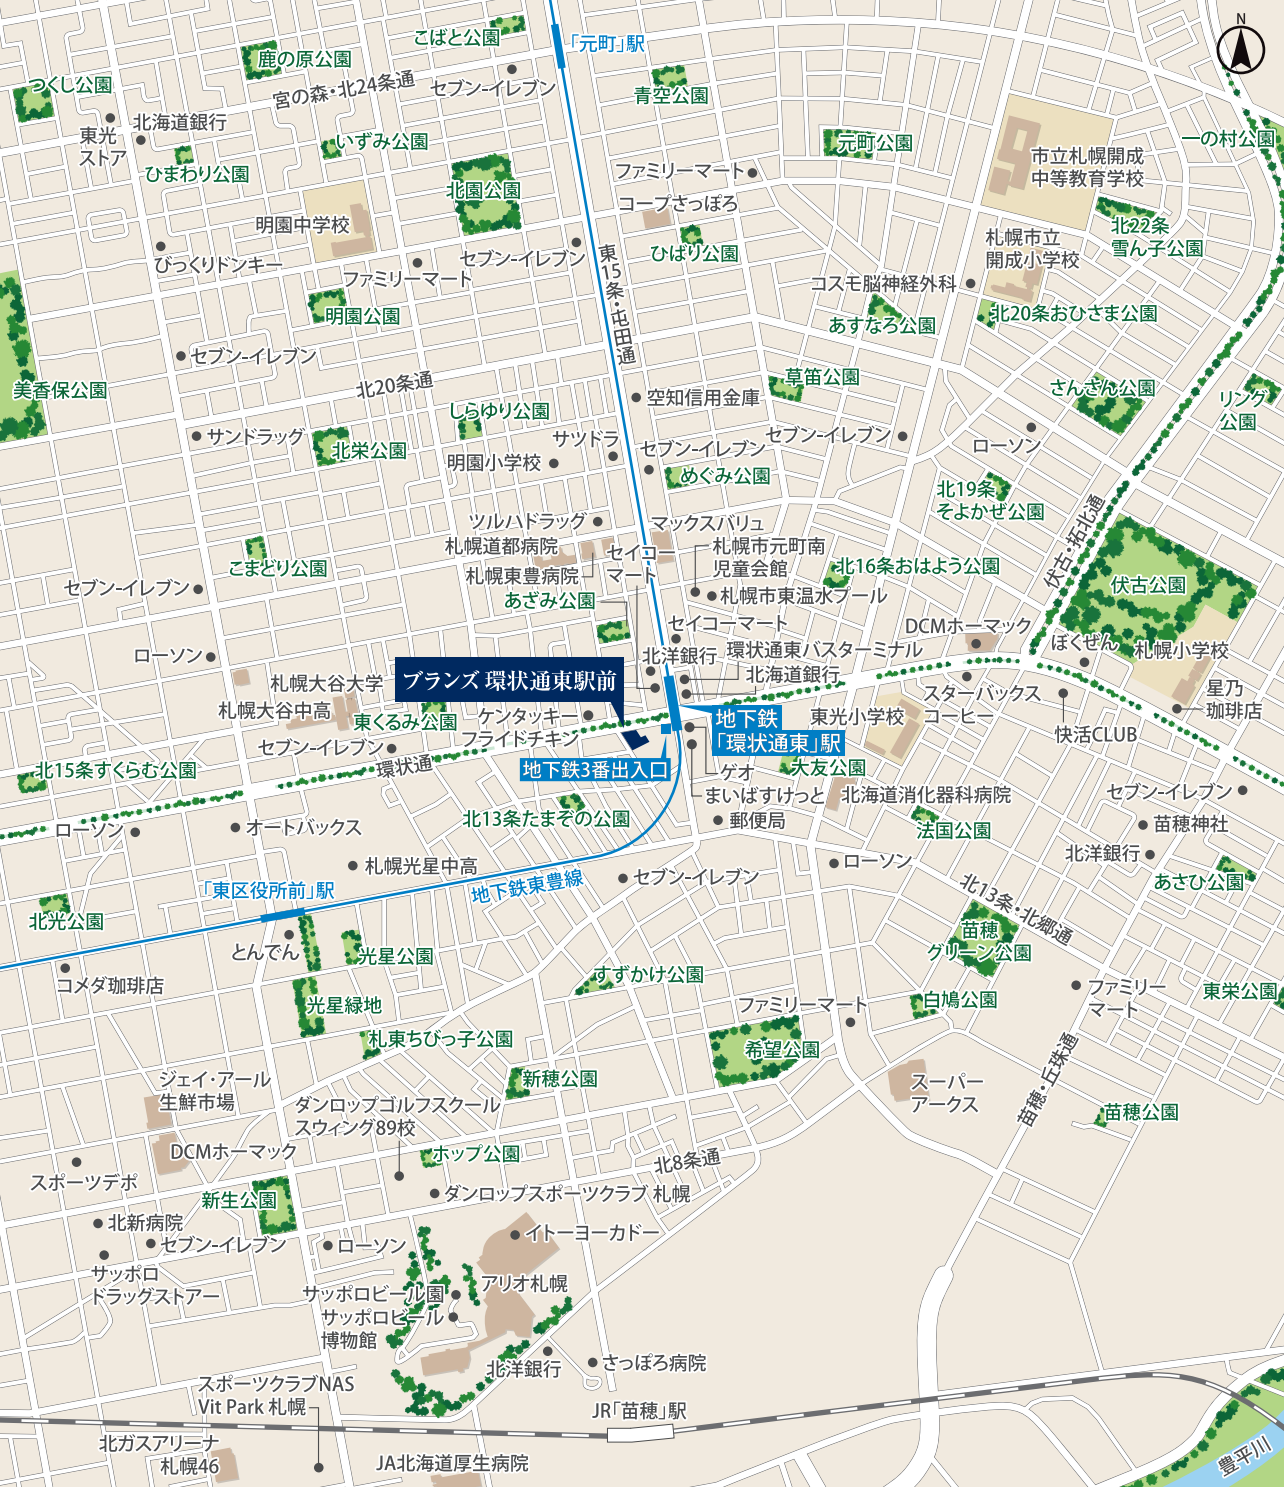 N
こばと公園
「元町」駅
鹿の原公園
つくし公園
宮の森・北24条通
セブン-イレブン
青空公園
東光
ストア
北海道銀行
いずみ公園
元町公園
一の村公園
ひまわり公園
北園公園
ファミリーマート
市立札幌開成
中等教育学校
コープさっぽろ
明園中学校
北22条
雪ん子公園
びっくりドンキー
セブン-イレブン
ひばり公園
札幌市立
開成小学校
ファミリーマート
東15条・屯田通
コスモ脳神経外科
明園公園
あすなろ公園
北20条おひさま公園
セブン-イレブン
美香保公園
北20条通
草笛公園
さんさん公園
リング
公園
空知信用金庫
しらゆり公園
サンドラッグ
サツドラ
セブン-イレブン
セブン-イレブン
ローソン
北栄公園
明園小学校
めぐみ公園
北19条
そよかぜ公園
ツルハドラッグ
マックスバリュ
伏古・拓北通
札幌道都病院
セイコー
マート
札幌市元町南
児童会館
札幌東豊病院
北16条おはよう公園
こまどり公園
セブン-イレブン
あざみ公園
札幌市東温水プール
伏古公園
セイコーマート
DCMホーマック
ぼくぜん
札幌小学校
ローソン
北洋銀行
環状通東バスターミナル
北海道銀行
ブランズ 環状通東駅前
札幌大谷大学
札幌大谷中高
東くるみ公園
ケンタッキー
フライドチキン
地下鉄
「環状通東」駅
東光小学校
スターバックス
コーヒー
星乃
珈琲店
快活CLUB
セブン-イレブン
環状通
地下鉄3番出入口
ゲオ
大友公園
北15条すくらむ公園
まいばすけっと
北海道消化器科病院
セブン-イレブン
北13条たまぞの公園
郵便局
法国公園
苗穂神社
ローソン
オートバックス
北洋銀行
札幌光星中高
ローソン
あさひ公園
「東区役所前」駅
地下鉄東豊線
セブン-イレブン
北13条・北郷通
北光公園
苗穂
グリーン公園
とんでん
光星公園
コメダ珈琲店
すずかけ公園
ファミリー
マート
東栄公園
光星緑地
ファミリーマート
白鳩公園
札東ちびっ子公園
希望公園
苗穂・丘珠通
ジェイ・アール
生鮮市場
新穂公園
スーパー
アークス
ダンロップゴルフスクール
スウィング89校
苗穂公園
DCMホーマック
ホップ公園
北8条通
スポーツデポ
新生公園
ダンロップスポーツクラブ 札幌
北新病院
セブン-イレブン
ローソン
イトーヨーカドー
サッポロ
ドラッグストアー
アリオ札幌
サッポロビール園
サッポロビール
博物館
北洋銀行
さっぽろ病院
スポーツクラブNAS
Vit Park 札幌
JR「苗穂」駅
北ガスアリーナ
札幌46
JA北海道厚生病院
豊平川